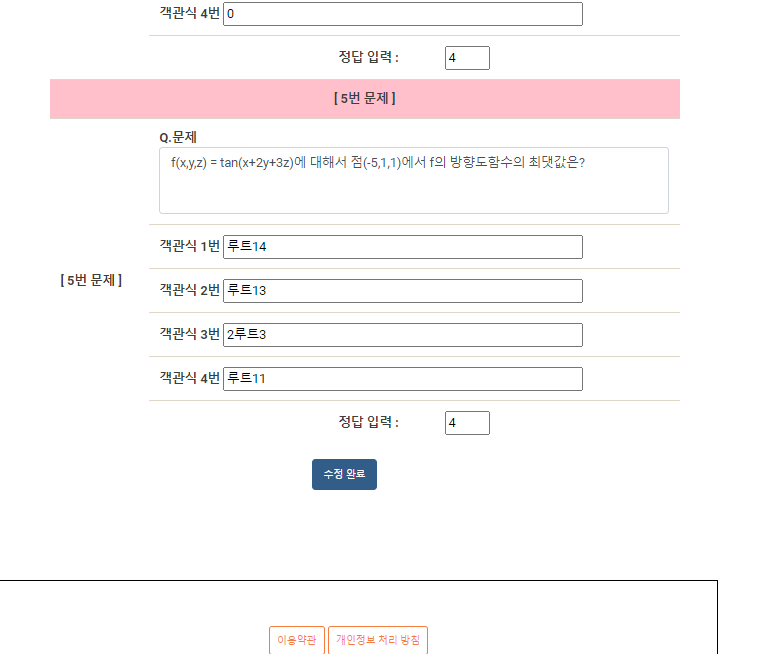 객관식 4번 0
정답 입력 : 4
[ 5번 문제 ]
Q.문제
f(x,y,z) = tan(x+2y+3z)에 대해서 점(-5,1,1)에서 f의 방향도함수의 최댓값은?
객관식 1번 루트14
[ 5번 문제 ]
객관식 2번 루트13
객관식 3번 2루트3
객관식 4번 루트11
정답 입력 : 4
수정 완료
이용약관 개인정보 처리 방침